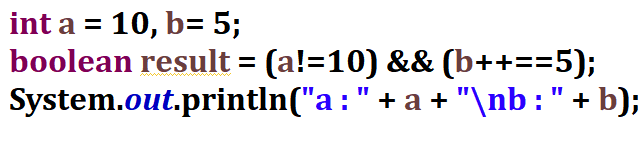 int a = 10, b= 5;
boolean result = (a!=10) && (b++==5);
System.out.println("a : " + a + "\nb : " + b);